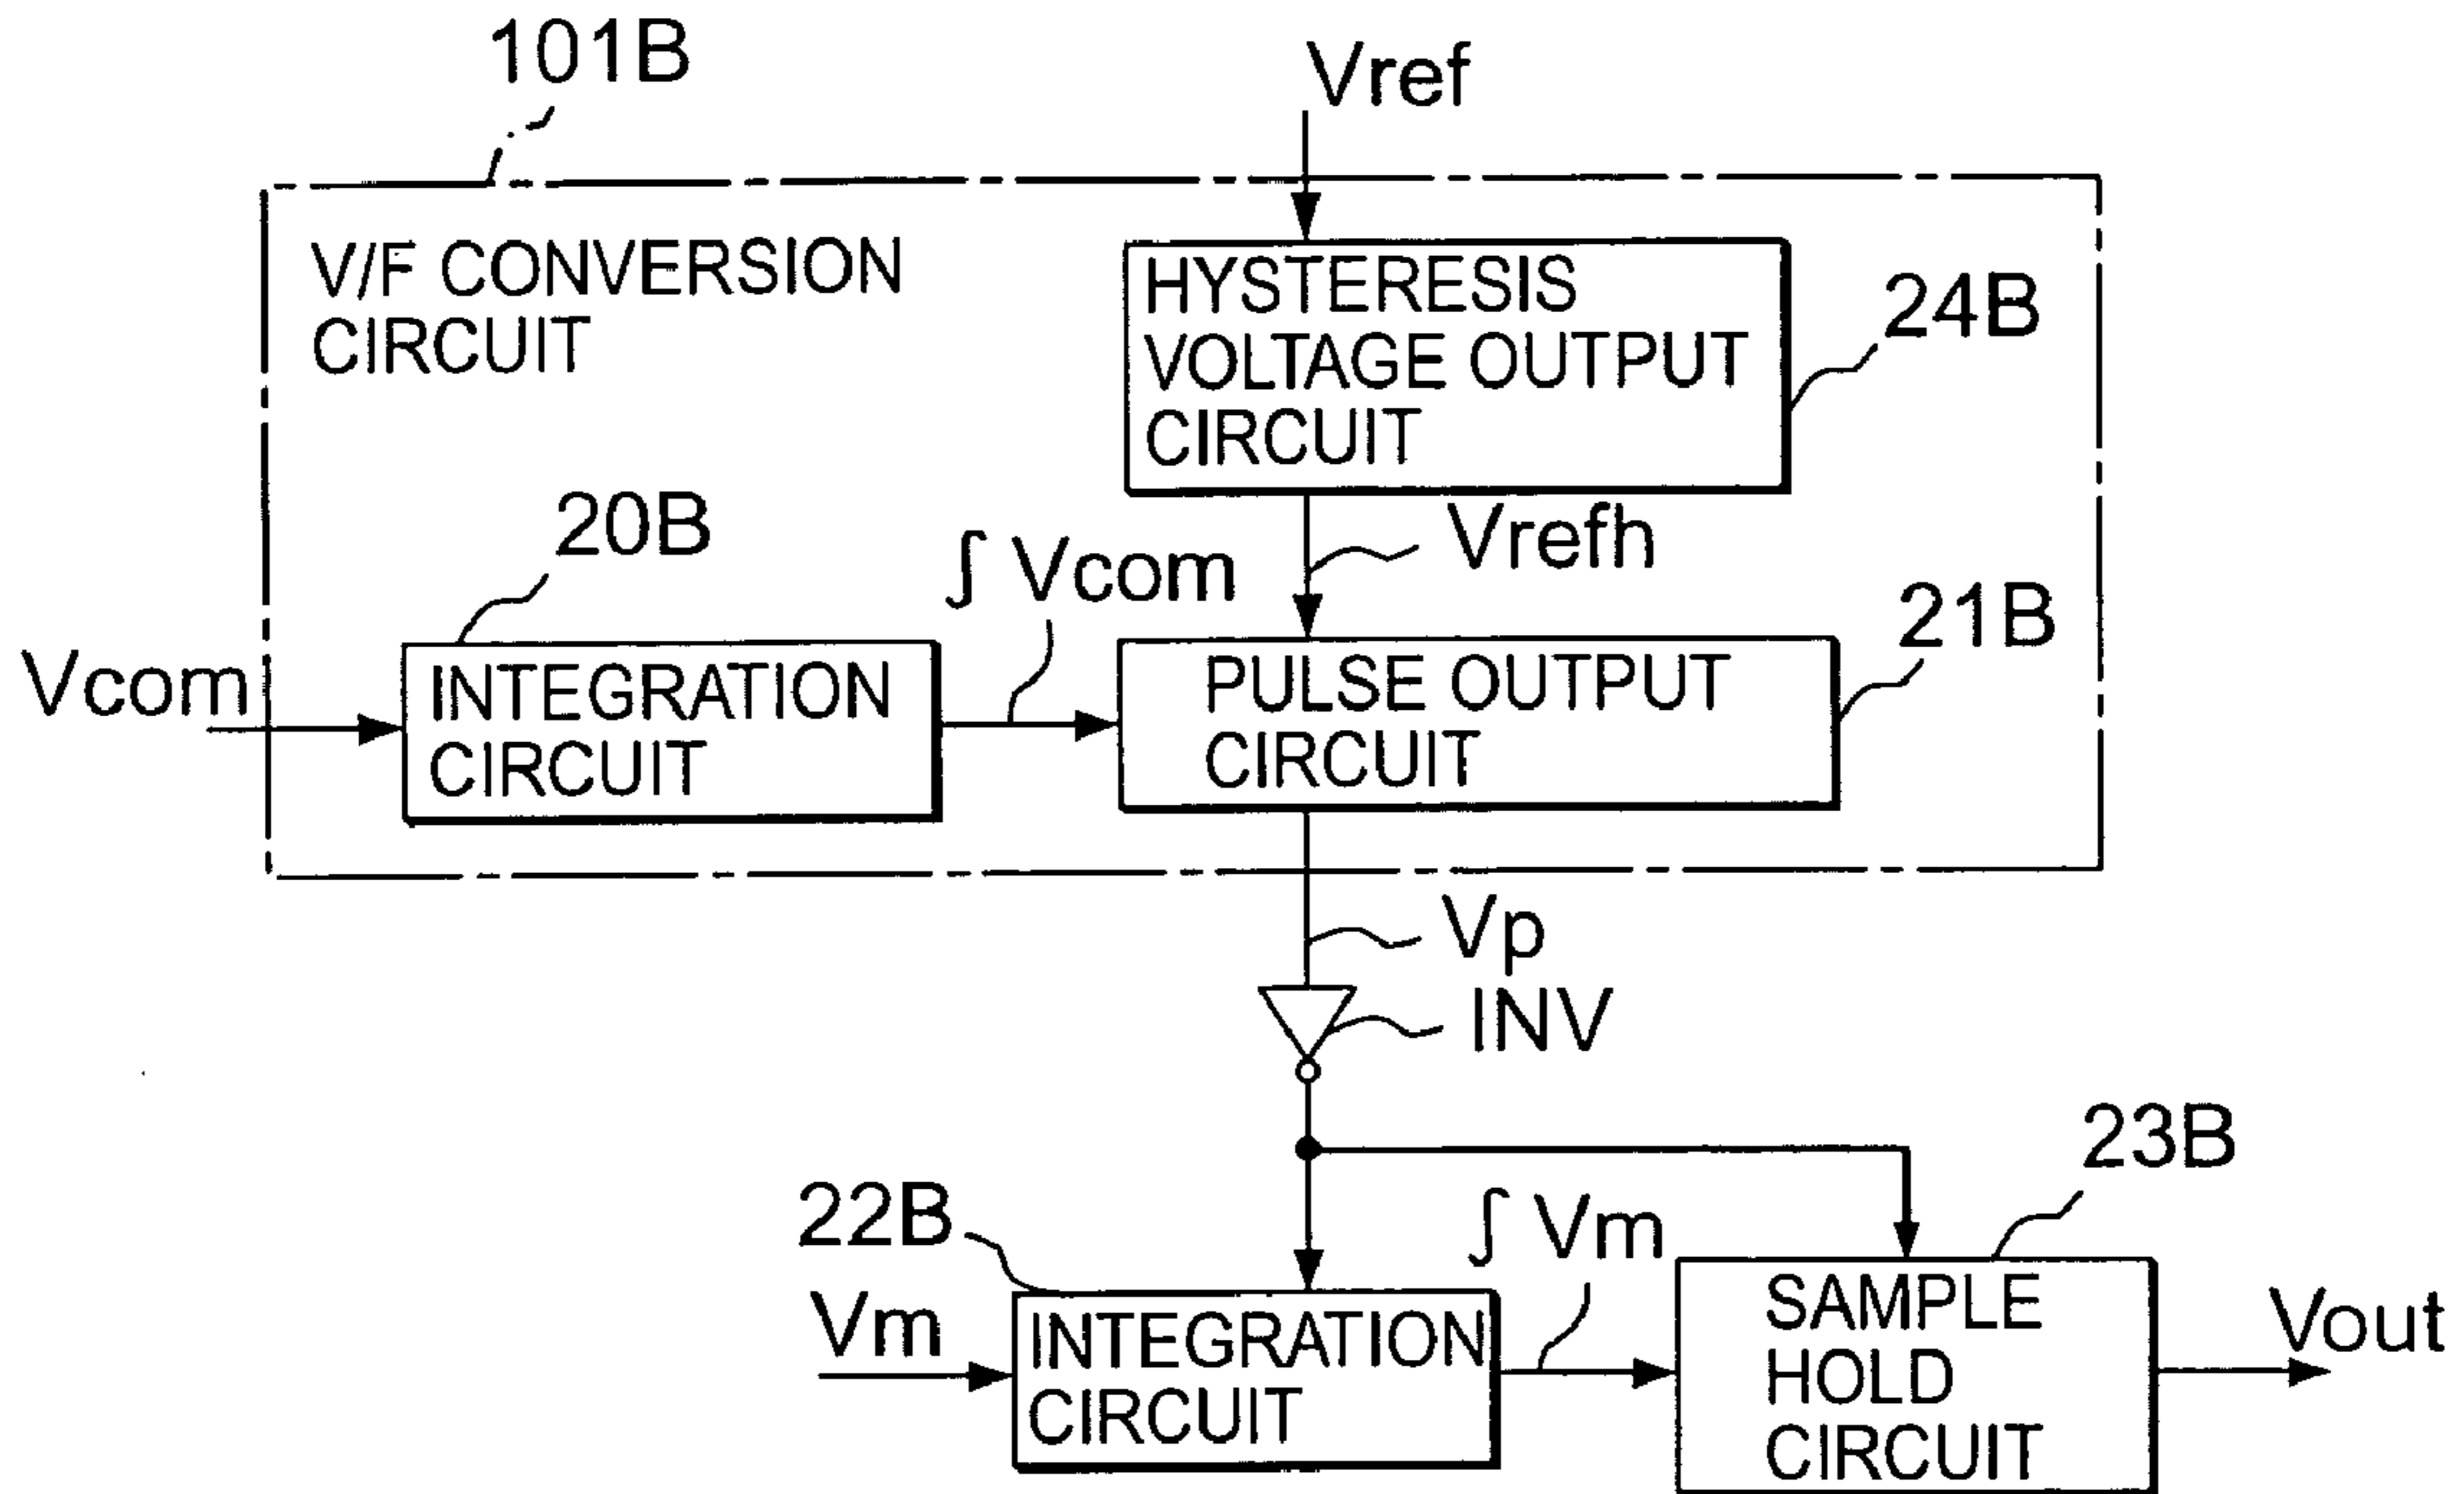 101B
Vref
V/F CONVERSION
CIRCUIT
HYSTERESIS
VOLTAGE OUTPUT
CIRCUIT
24B
20B
∫ Vcom
Vrefh
21B
Vcom
INTEGRATION
CIRCUIT
PULSE OUTPUT
CIRCUIT
Vp
INV
23B
22B
∫ Vm
Vm
INTEGRATION
CIRCUIT
SAMPLE
HOLD
CIRCUIT
Vout